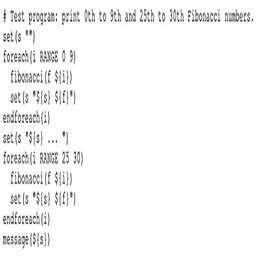 # Test program: print 0th to 9th and 25th to 30th Fibonacci numbers.
set(s "")
foreach(i RANGE 0 9)
  fibonacci(f ${i})
  set(s "${s} ${f}")
endforeach(i)
set(s "${s} ... ")
foreach(i RANGE 25 30)
  fibonacci(f ${i})
  set(s "${s} ${f}")
endforeach(i)
message(${s})